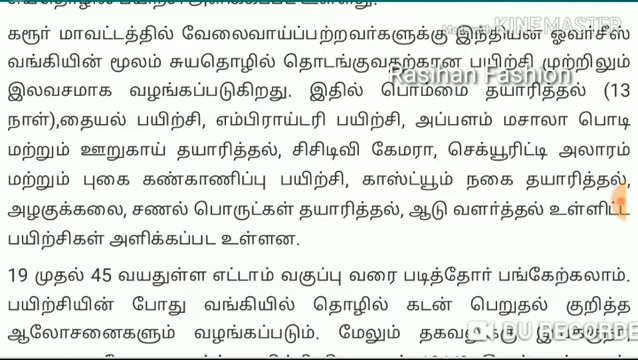 கரூர் மாவட்டத்தில் வேலைவாய்ப்பற்றவர்களுக்கு இந்தியன் ஓவர்சீஸ்
வங்கியின் மூலம் சுயதொழில் தொடங்குவதற்கான பயிற்சி முற்றிலும்
இலவசமாக வழங்கப்படுகிறது. இதில் பொம்மை தயாரித்தல் (13
நாள்),தையல் பயிற்சி, எம்பிராய்டரி பயிற்சி, அப்பளம் மசாலா பொடி
மற்றும் ஊறுகாய் தயாரித்தல், சிசிடிவி கேமரா, செக்யூரிட்டி அலாரம்
மற்றும் புகை கண்காணிப்பு பயிற்சி, காஸ்ட்யூம் நகை தயாரித்தல்,
அழகுக்கலை, சணல் பொருட்கள் தயாரித்தல், ஆடு வளர்த்தல் உள்ளிட்ட
பயிற்சிகள் அளிக்கப்பட உள்ளன.
19 முதல் 45 வயதுள்ள எட்டாம் வகுப்பு வரை படித்தோர் பங்கேற்கலாம்.
பயிற்சியின் போது வங்கியில் தொழில் கடன் பெறுதல் குறித்த
ஆலோசனைகளும் வழங்கப்படும். மேலும்
Made with KINEMASTER
Rasihan Fashion
DU RECORDER